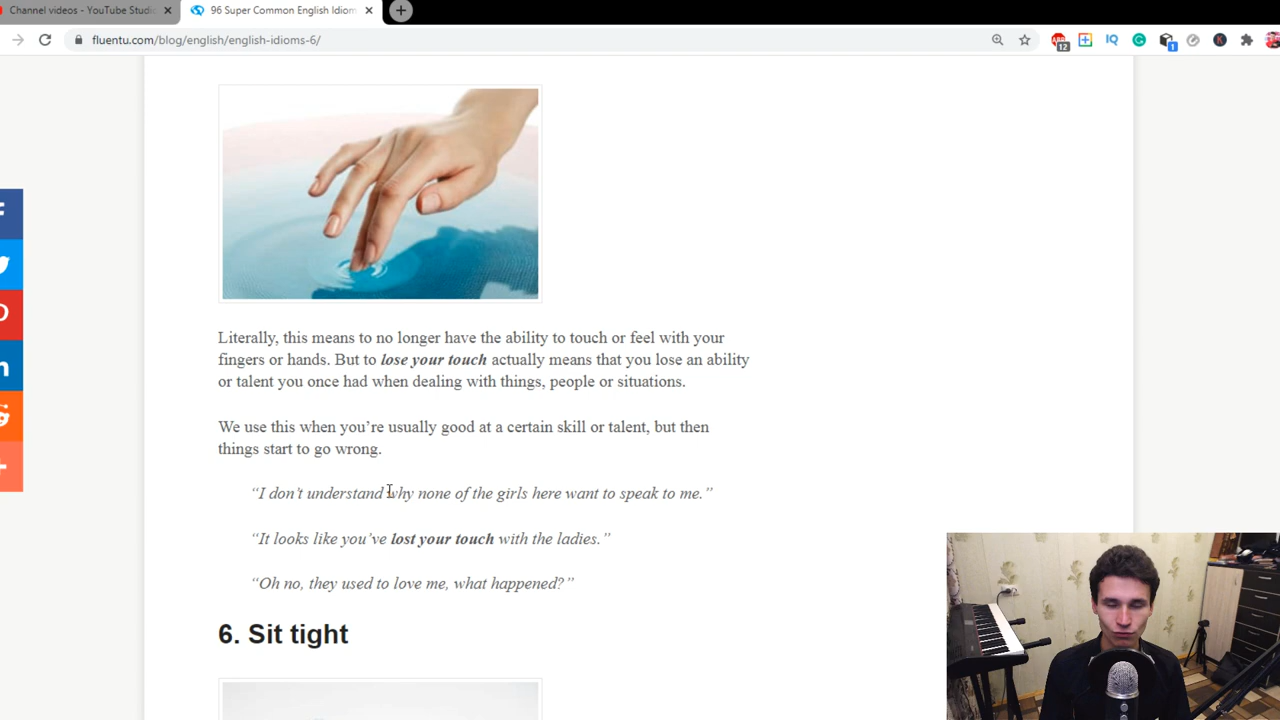 Channel videos - YouTube Studi
96 Super Common English Idiom
fluentu.com/blog/english/english-idioms-6/
12
1
IQ
K
Literally, this means to no longer have the ability to touch or feel with your
fingers or hands. But to lose your touch actually means that you lose an ability
or talent you once had when dealing with things, people or situations.
We use this when you’re usually good at a certain skill or talent, but then
things start to go wrong.
“I don’t understand why none of the girls here want to speak to me.”
“It looks like you’ve lost your touch with the ladies.”
“Oh no, they used to love me, what happened?”
6. Sit tight